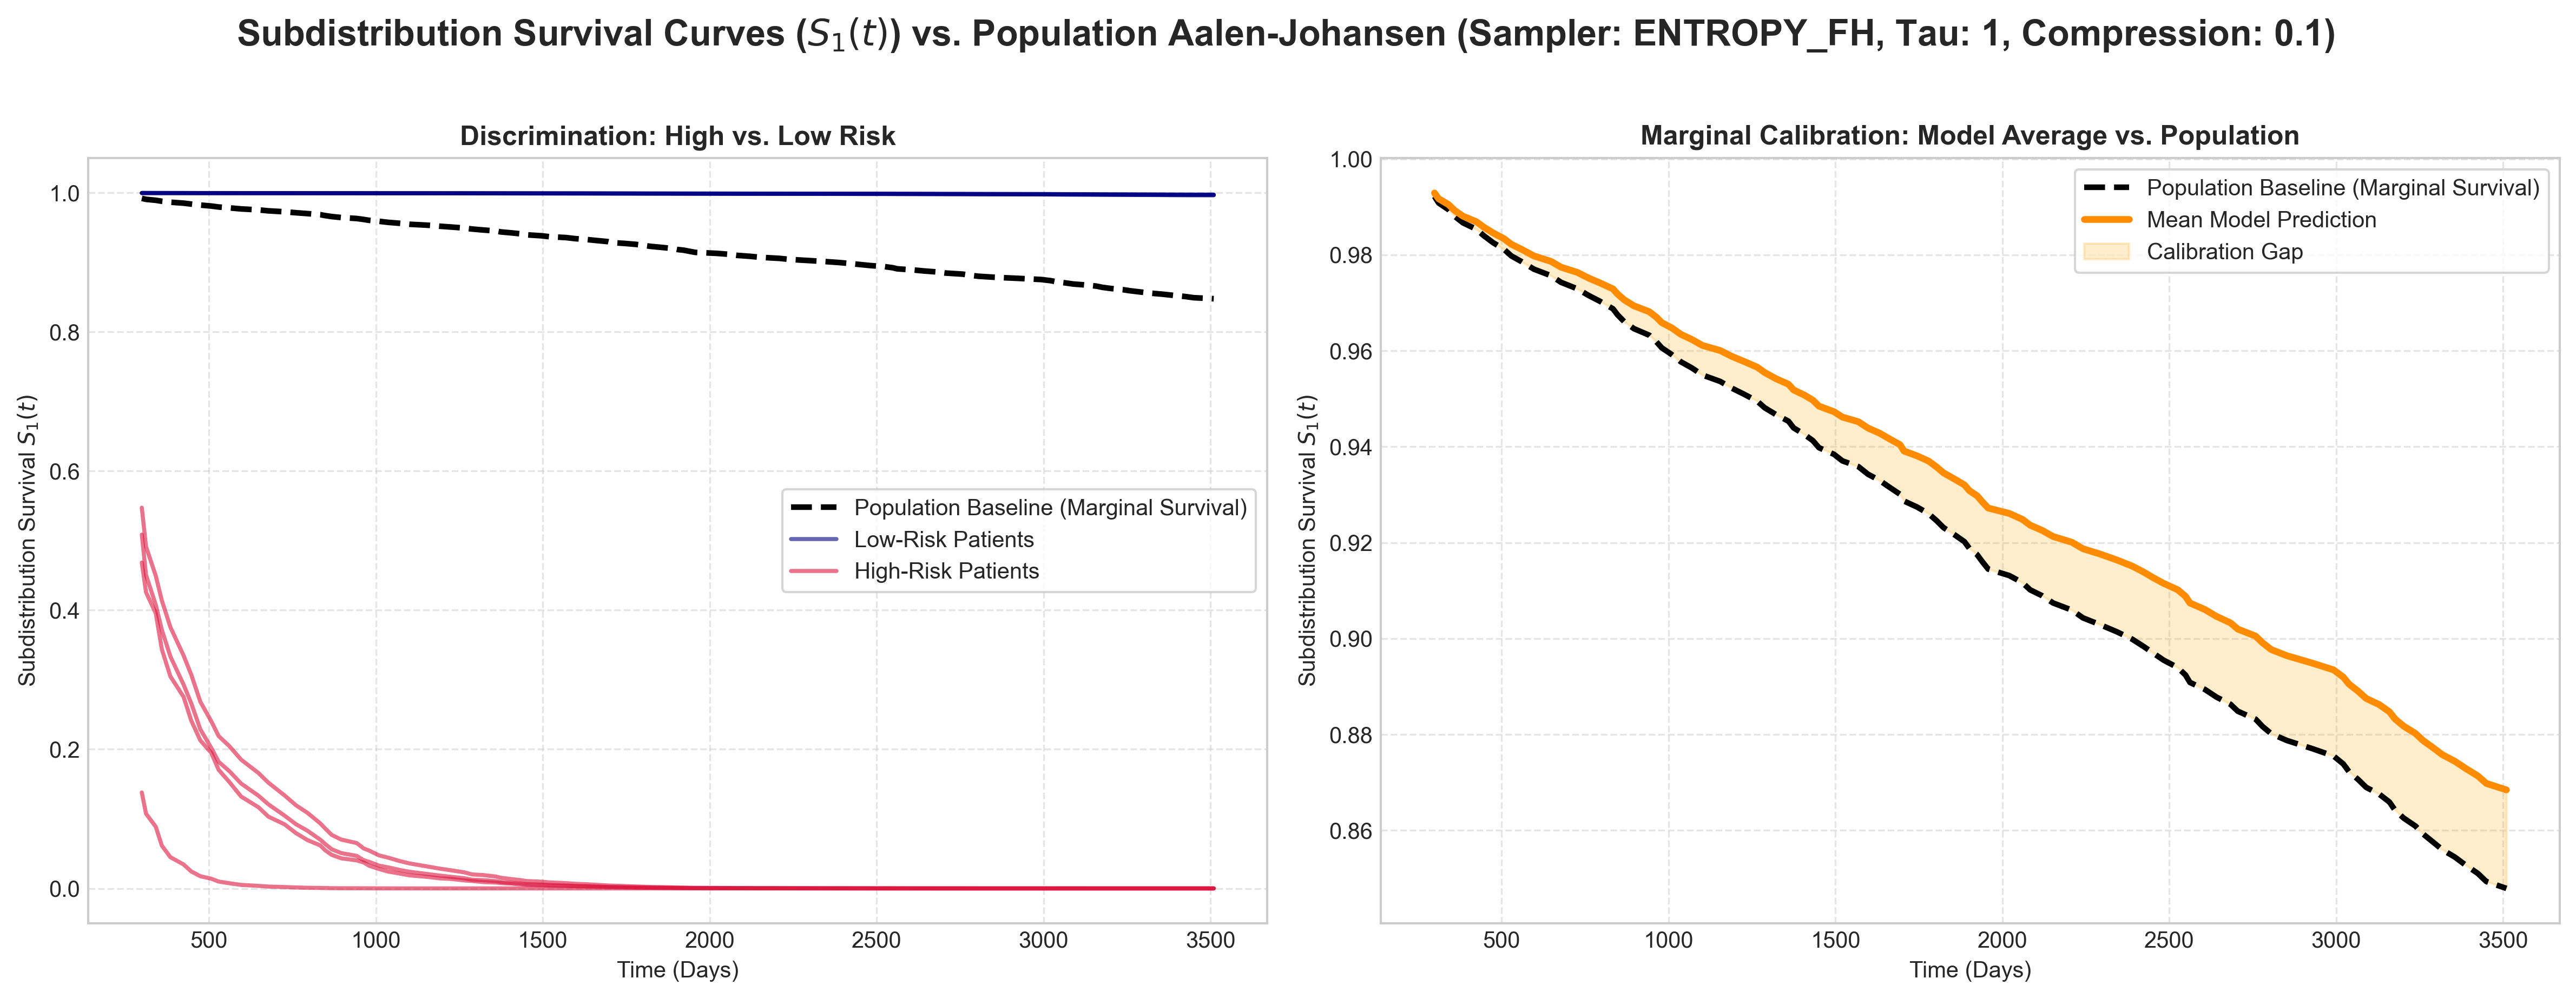 Subdistribution Survival Curves (S₁(t)) vs. Population Aalen-Johansen (Sampler: ENTROPY_FH, Tau: 1, Compression: 0.1)
Discrimination: High vs. Low Risk
Subdistribution Survival S₁(t)
1.0
0.8
0.6
0.4
0.2
0.0
Population Baseline (Marginal Survival)
Low-Risk Patients
High-Risk Patients
500 1000 1500 2000 2500 3000 3500
Time (Days)
Marginal Calibration: Model Average vs. Population
Subdistribution Survival S₁(t)
1.00
0.98
0.96
0.94
0.92
0.90
0.88
0.86
Population Baseline (Marginal Survival)
Mean Model Prediction
Calibration Gap
500 1000 1500 2000 2500 3000 3500
Time (Days)